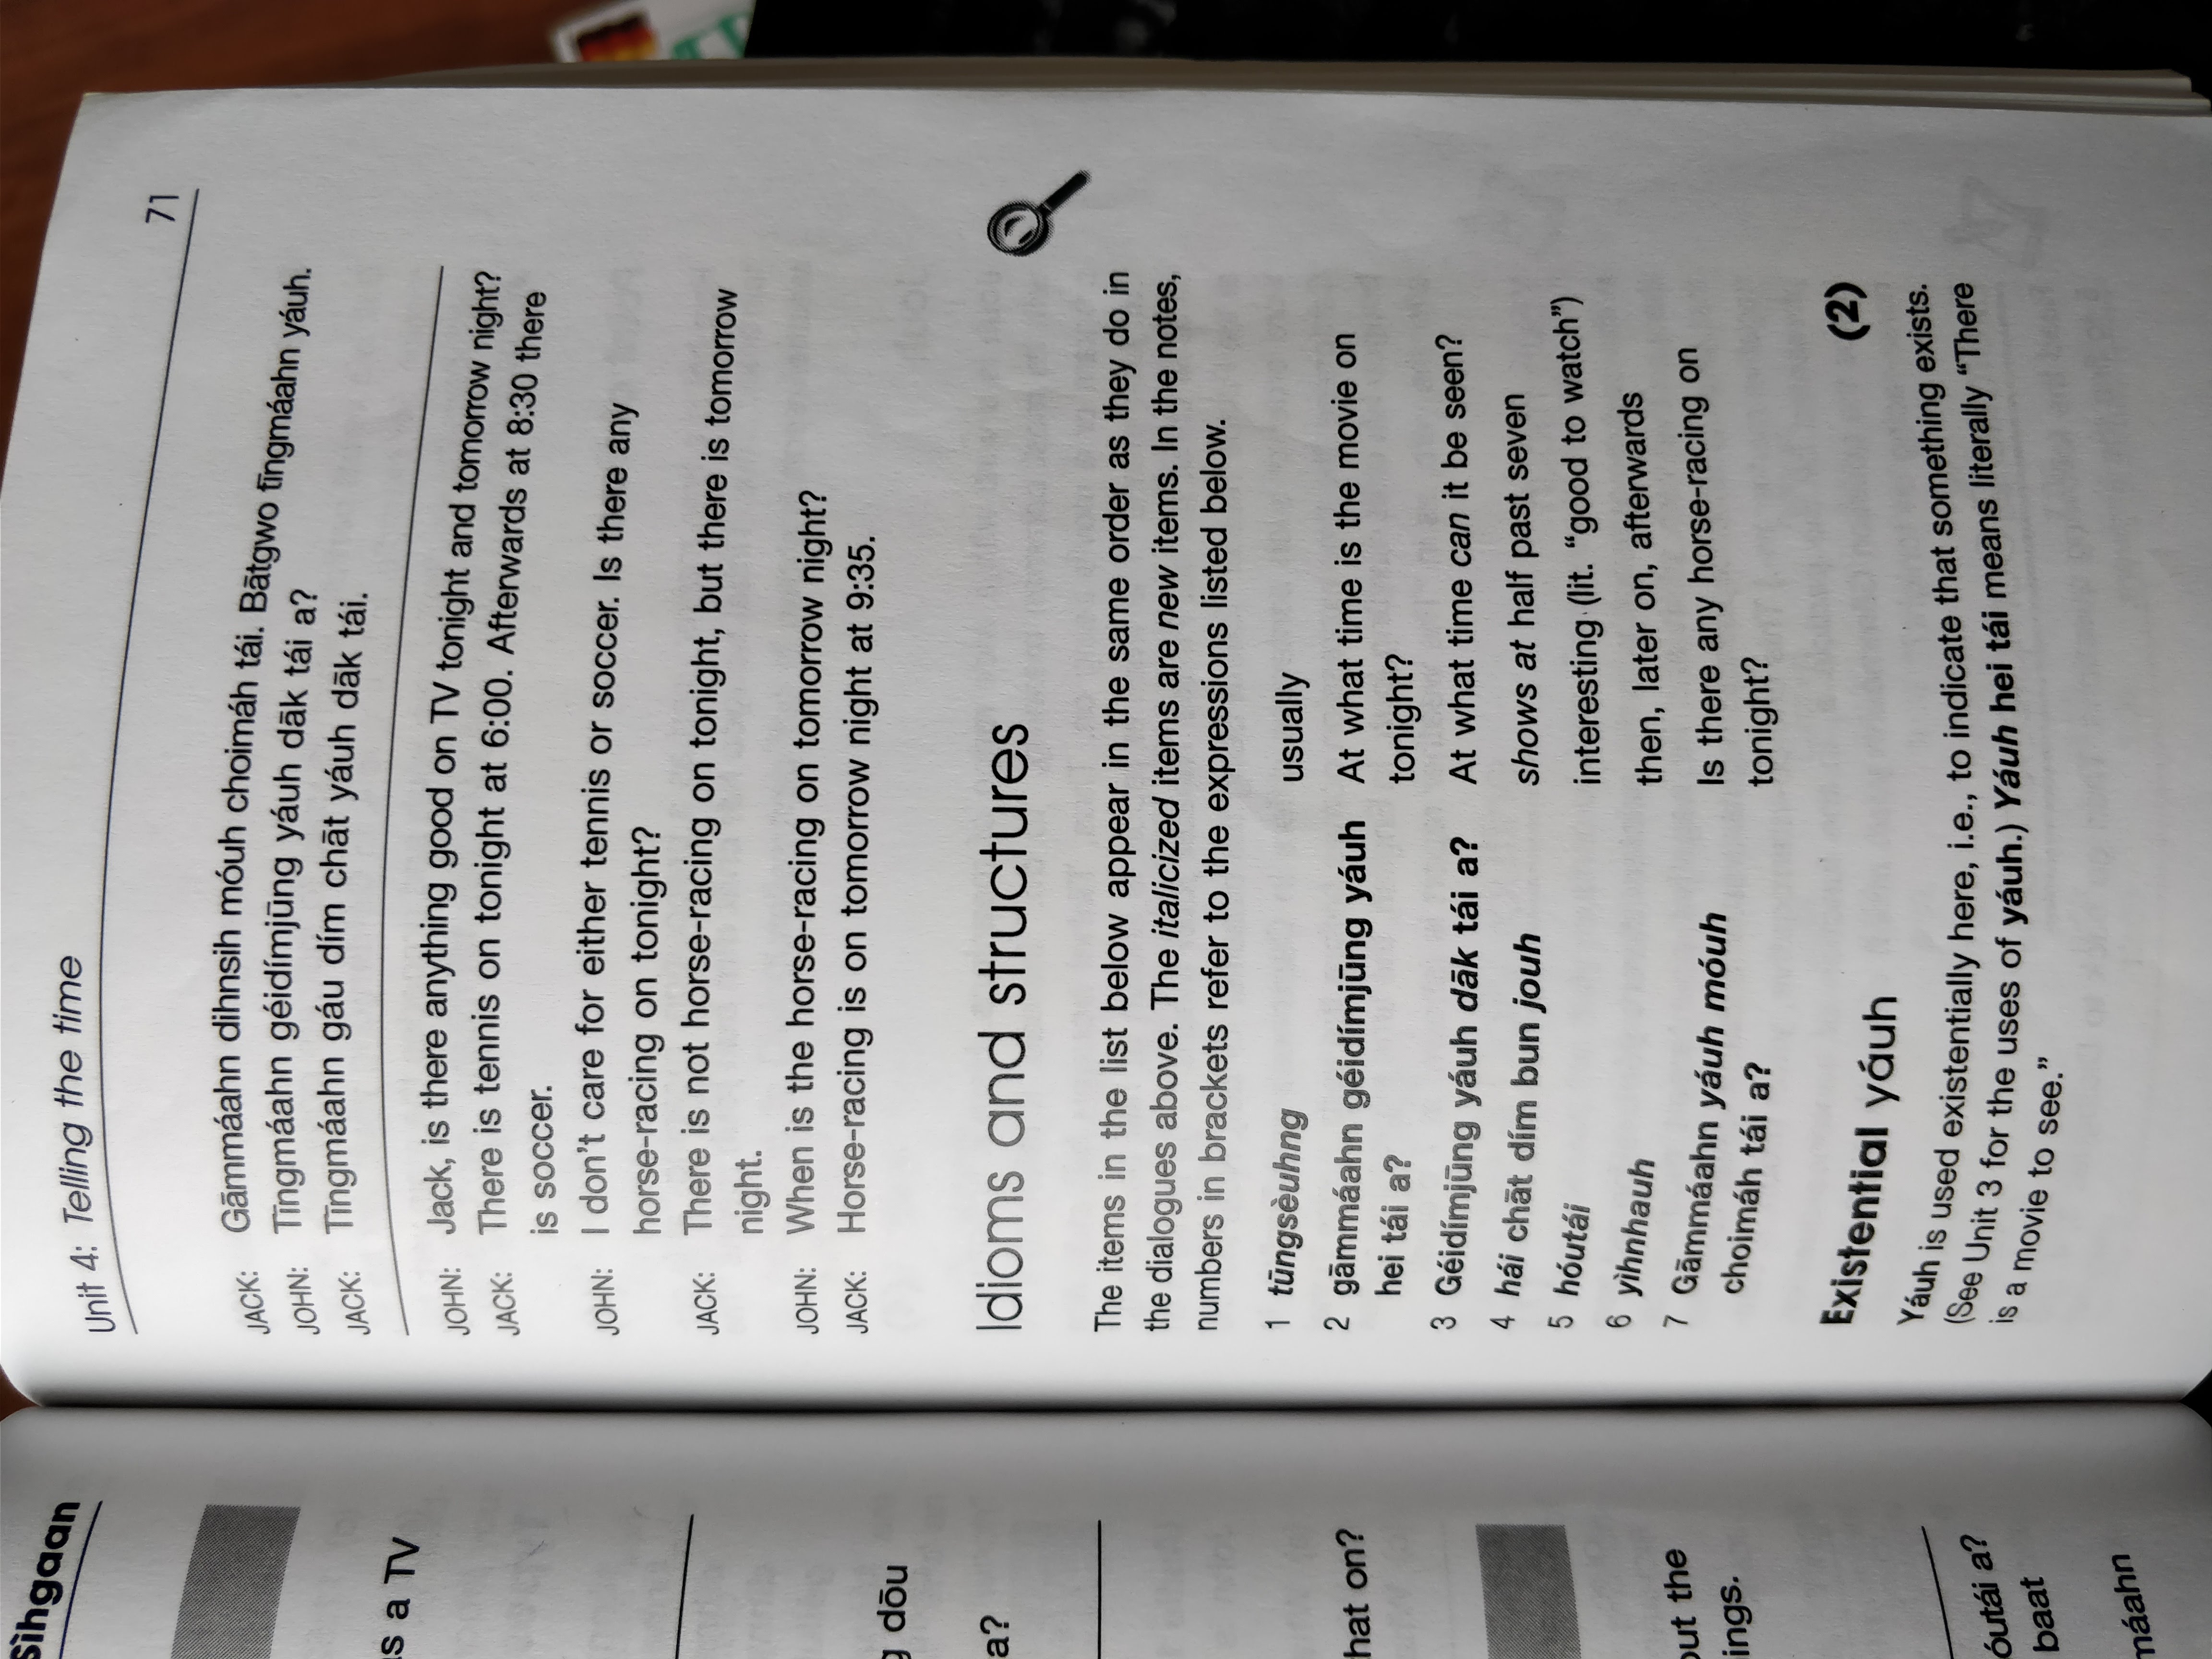 Sìhgaan
s a TV
g dōu
a?
hat on?
out the
ings.
óutái a?
baat
máahn
Unit 4: Telling the time 71
JACK: Gāmmáahn dihnsih móuh choimáh tái. Bātgwo tīngmáahn yáuh.
JOHN: Tīngmáahn géidímjūng yáuh dāk tái a?
JACK: Tīngmáahn gáu dím chāt yáuh dāk tái.
JOHN: Jack, is there anything good on TV tonight and tomorrow night?
JACK: There is tennis on tonight at 6:00. Afterwards at 8:30 there
is soccer.
JOHN: I don't care for either tennis or soccer. Is there any
horse-racing on tonight?
JACK: There is not horse-racing on tonight, but there is tomorrow
night.
JOHN: When is the horse-racing on tomorrow night?
JACK: Horse-racing is on tomorrow night at 9:35.
Idioms and structures
The items in the list below appear in the same order as they do in
the dialogues above. The italicized items are new items. In the notes,
numbers in brackets refer to the expressions listed below.
1 tūngsèuhng usually
2 gāmmáahn géidímjūng yáuh At what time is the movie on
hei tái a? tonight?
3 Géidímjūng yáuh dāk tái a? At what time can it be seen?
4 hái chāt dím bun jouh shows at half past seven
5 hóutái interesting (lit. "good to watch")
6 yìhnhauh then, later on, afterwards
7 Gāmmáahn yáuh móuh Is there any horse-racing on
choimáh tái a? tonight?
Existential yáuh (2)
Yáuh is used existentially here, i.e., to indicate that something exists.
(See Unit 3 for the uses of yáuh.) Yáuh hei tái means literally "There
is a movie to see."